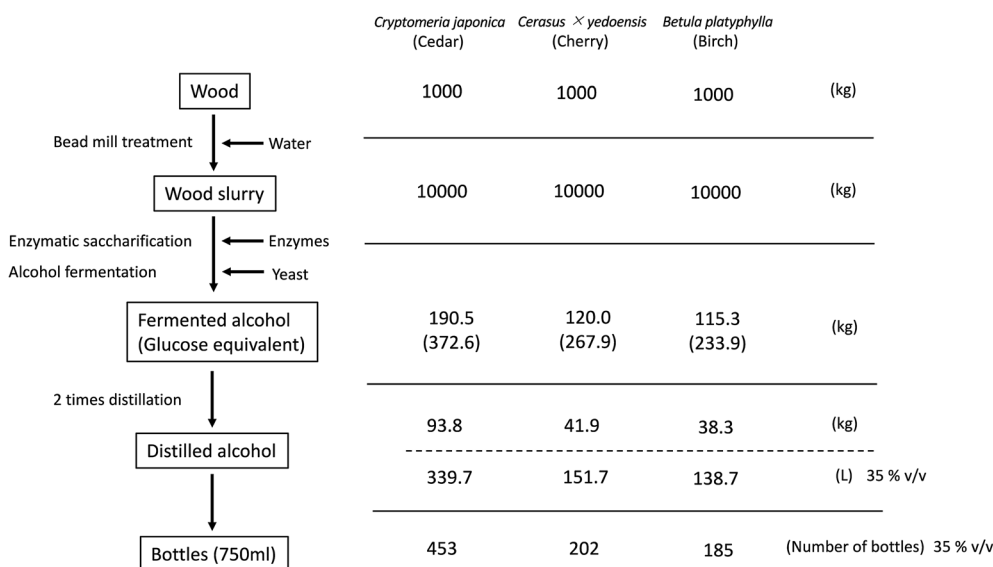 Cryptomeria japonica Cerasus × yedoensis Betula platyphylla
(Cedar) (Cherry) (Birch)
Wood 1000 1000 1000 (kg)
Bead mill treatment Water
Wood slurry 10000 10000 10000 (kg)
Enzymatic saccharification Enzymes
Alcohol fermentation Yeast
Fermented alcohol 190.5 120.0 115.3 (kg)
(Glucose equivalent) (372.6) (267.9) (233.9)
2 times distillation
93.8 41.9 38.3 (kg)
Distilled alcohol
339.7 151.7 138.7 (L) 35 % v/v
Bottles (750ml) 453 202 185 (Number of bottles) 35 % v/v